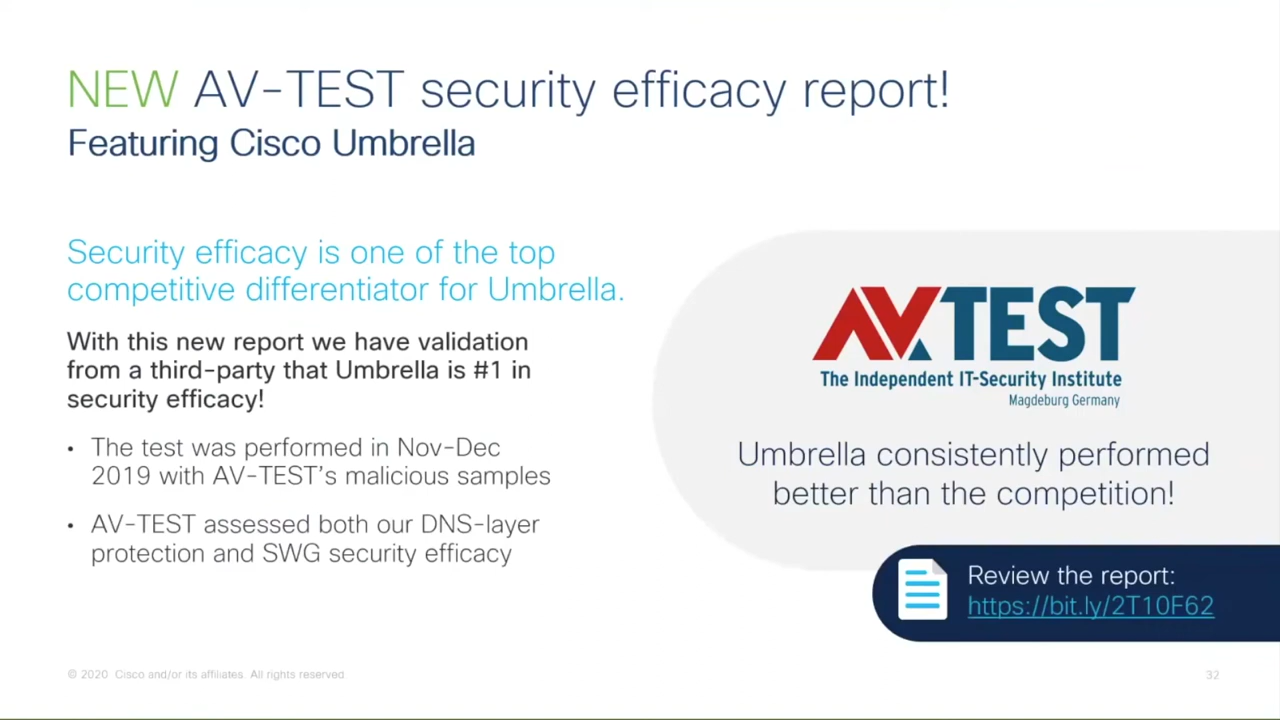 NEW AV-TEST security efficacy report!
Featuring Cisco Umbrella
Security efficacy is one of the top
competitive differentiator for Umbrella.
With this new report we have validation
from a third-party that Umbrella is #1 in
security efficacy!
• The test was performed in Nov-Dec
2019 with AV-TEST's malicious samples
• AV-TEST assessed both our DNS-layer
protection and SWG security efficacy
AVTEST
The Independent IT-Security Institute
Magdeburg Germany
Umbrella consistently performed
better than the competition!
Review the report:
https://bit.ly/2T10F62
© 2020 Cisco and/or its affiliates. All rights reserved.
32